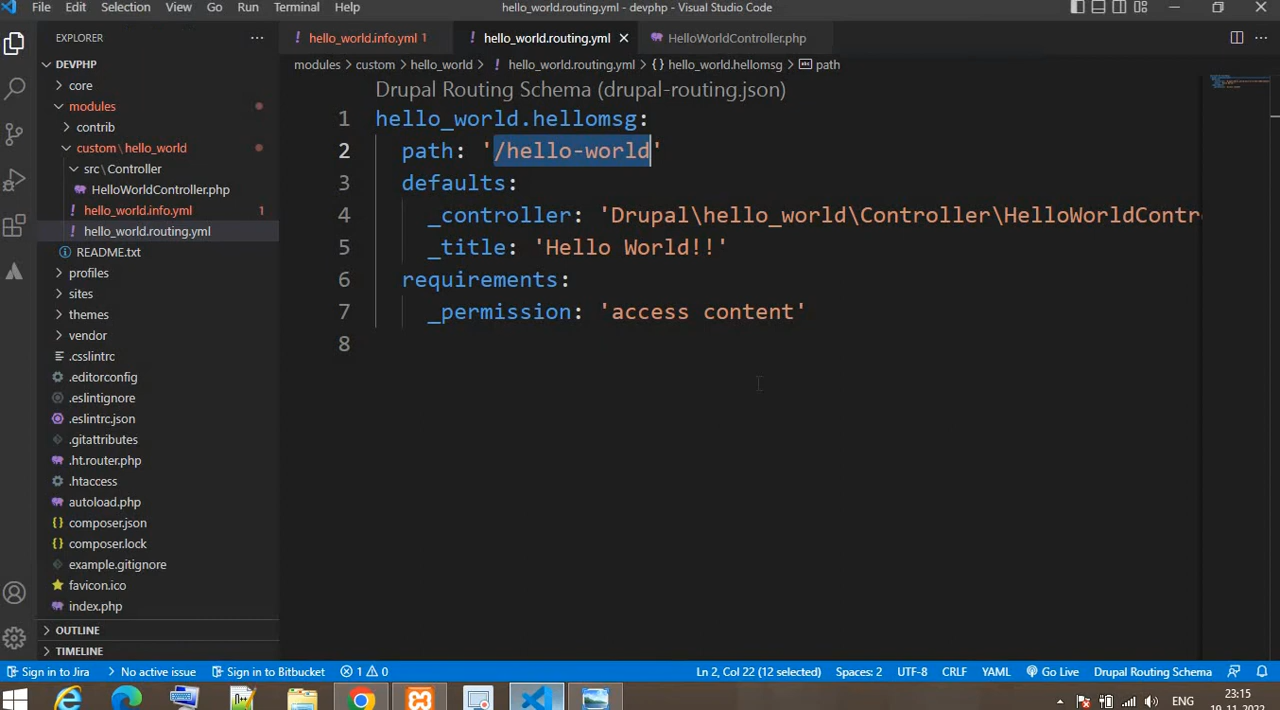 File Edit Selection View Go Run Terminal Help
hello_world.routing.yml - devphp - Visual Studio Code
EXPLORER
hello_world.info.yml 1
hello_world.routing.yml
HelloWorldController.php
DEVPHP
core
modules
contrib
custom\hello_world
src\Controller
HelloWorldController.php
hello_world.info.yml 1
hello_world.routing.yml
README.txt
profiles
sites
themes
vendor
.csslintrc
.editorconfig
.eslintignore
.eslintrc.json
.gitattributes
.ht.router.php
.htaccess
autoload.php
composer.json
composer.lock
example.gitignore
favicon.ico
index.php
OUTLINE
TIMELINE
modules > custom > hello_world > hello_world.routing.yml > {} hello_world.hellomsg > path
Drupal Routing Schema (drupal-routing.json)
1 hello_world.hellomsg:
2 path: '/hello-world'
3 defaults:
4 _controller: 'Drupal\hello_world\Controller\HelloWorldContr
5 _title: 'Hello World!!'
6 requirements:
7 _permission: 'access content'
8
Sign in to Jira No active issue Sign in to Bitbucket 1 0 Ln 2, Col 22 (12 selected) Spaces: 2 UTF-8 CRLF YAML Go Live Drupal Routing Schema
ENG
23:15
19-11-2022